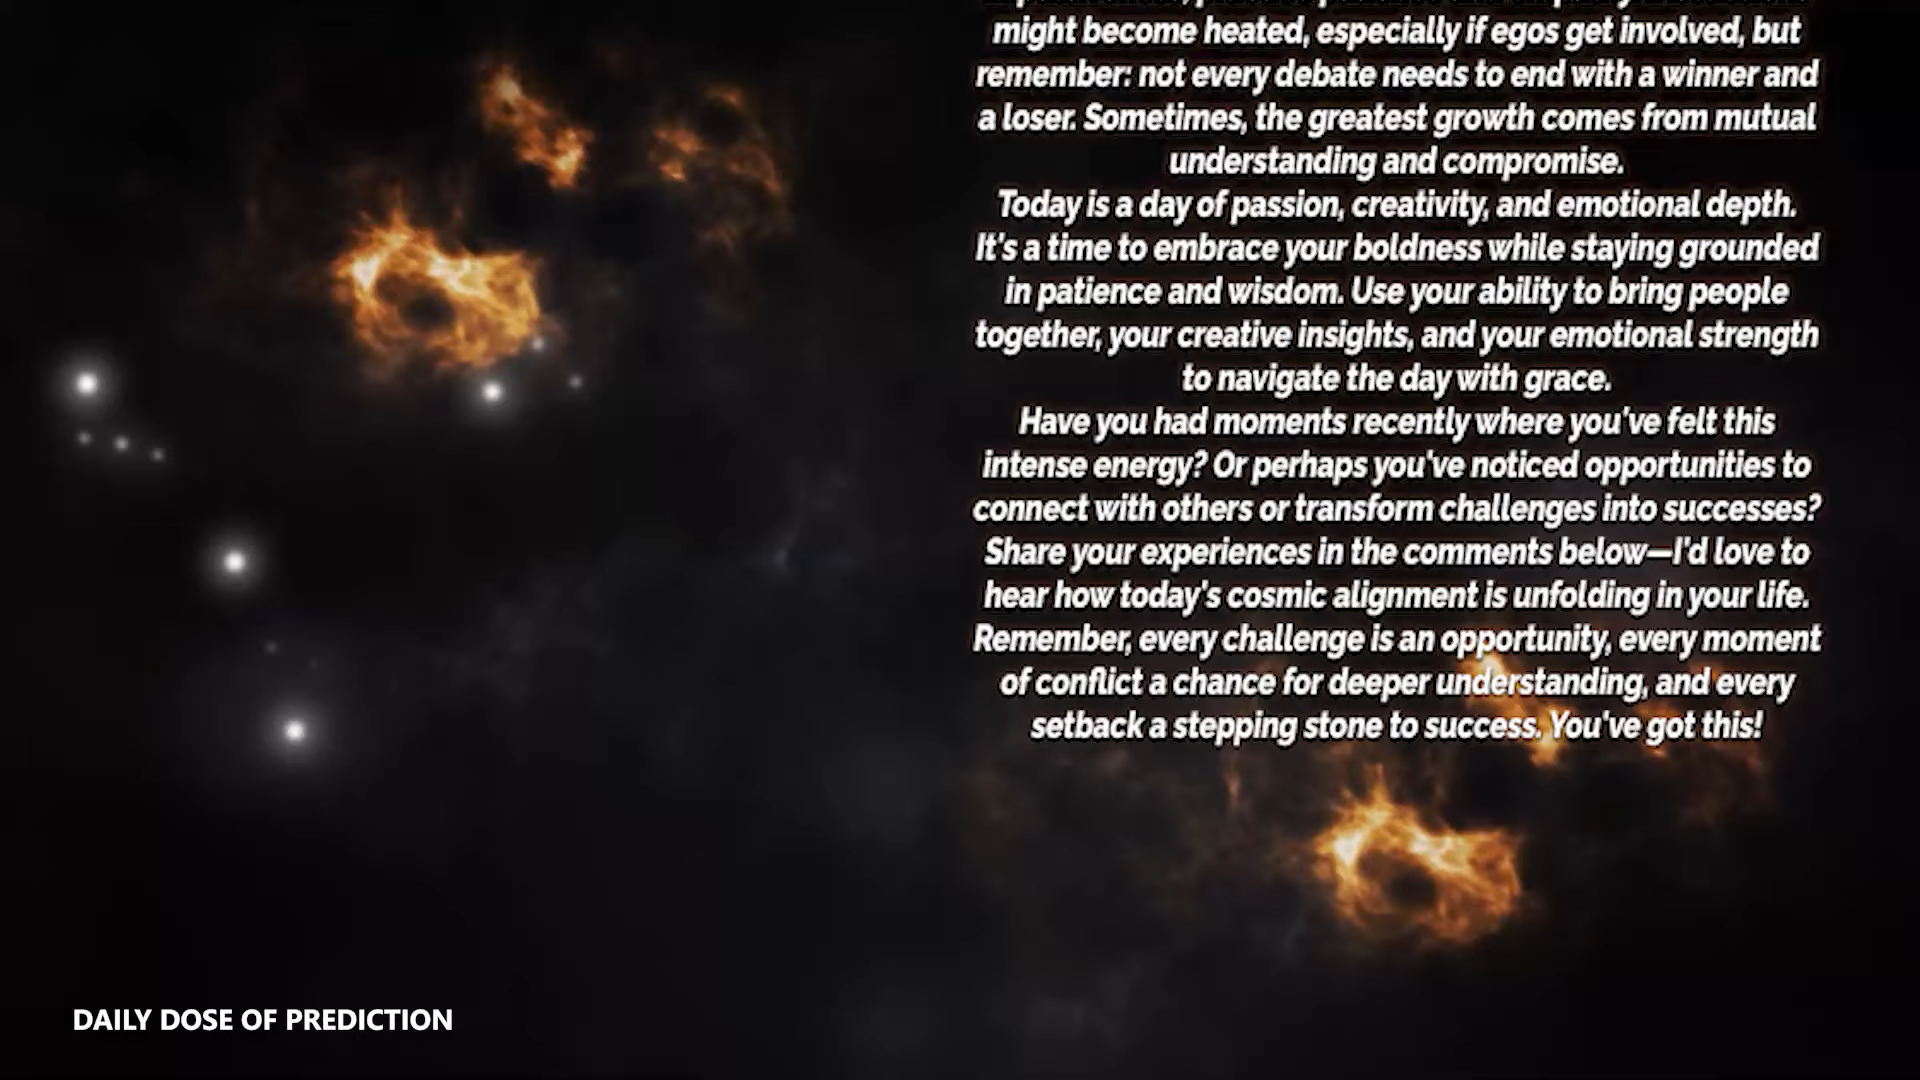 might become heated, especially if egos get involved, but
remember: not every debate needs to end with a winner and
a loser. Sometimes, the greatest growth comes from mutual
understanding and compromise.
Today is a day of passion, creativity, and emotional depth.
It's a time to embrace your boldness while staying grounded
in patience and wisdom. Use your ability to bring people
together, your creative insights, and your emotional strength
to navigate the day with grace.
Have you had moments recently where you've felt this
intense energy? Or perhaps you've noticed opportunities to
connect with others or transform challenges into successes?
Share your experiences in the comments below—I'd love to
hear how today's cosmic alignment is unfolding in your life.
Remember, every challenge is an opportunity, every moment
of conflict a chance for deeper understanding, and every
setback a stepping stone to success. You've got this!
DAILY DOSE OF PREDICTION